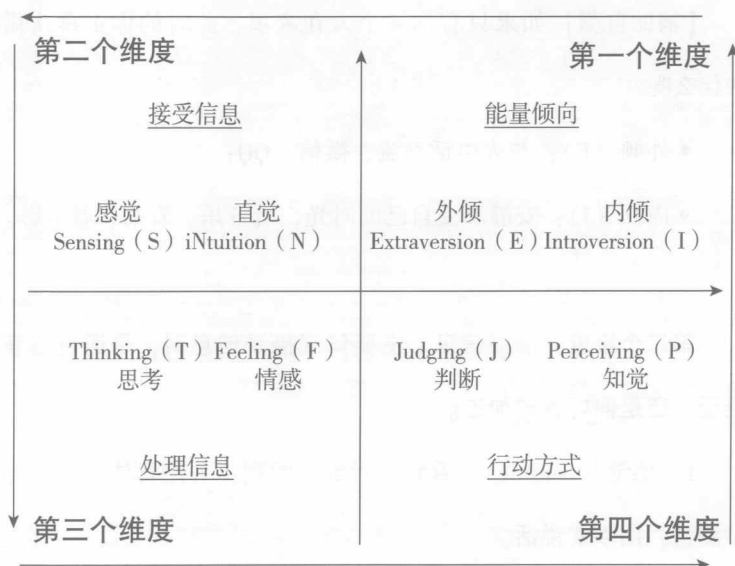 第二个维度 第一个维度
接受信息 能量倾向
感觉 直觉 外倾 内倾
Sensing（S） iNtuition（N） Extraversion（E） Introversion（I）
Thinking（T） Feeling（F） Judging（J） Perceiving（P）
思考 情感 判断 知觉
处理信息 行动方式
第三个维度 第四个维度